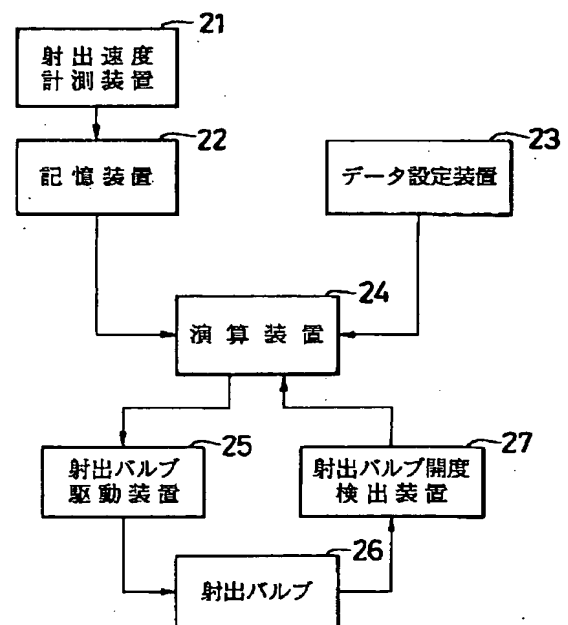 21
射出速度
計測装置
22
記憶装置
23
データ設定装置
24
演算装置
25
射出バルブ
駆動装置
27
射出バルブ開度
検出装置
26
射出バルブ